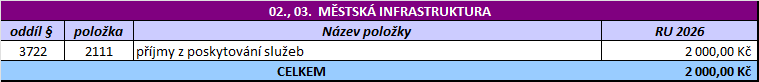 02., 03. MĚSTSKÁ INFRASTRUKTURA
oddíl § položka Název položky RU 2026
3722 2111 příjmy z poskytování služeb 2 000,00 Kč
CELKEM 2 000,00 Kč